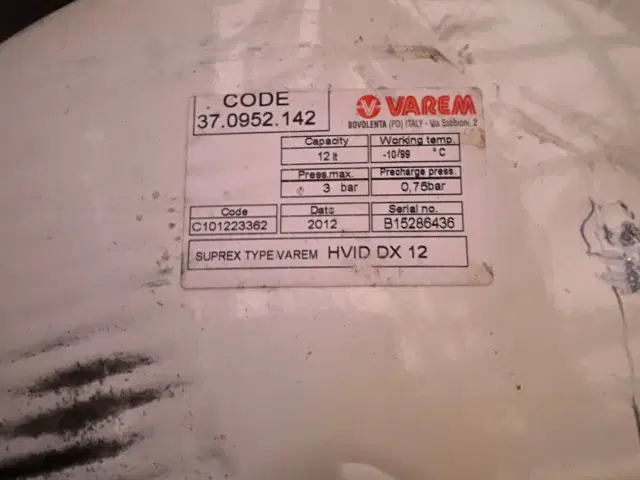 CODE
37.0952.142
VAREM
BOVOLENTA (PD) ITALY - Via Sabbioni, 2
Capacity
Working temp.
12 lt
-10/99 °C
Press.max.
Precharge press.
3 bar
0,75bar
Code
Date
Serial no.
C101223362
2012
B15286436
SUPREX TYPE VAREM HVID DX 12